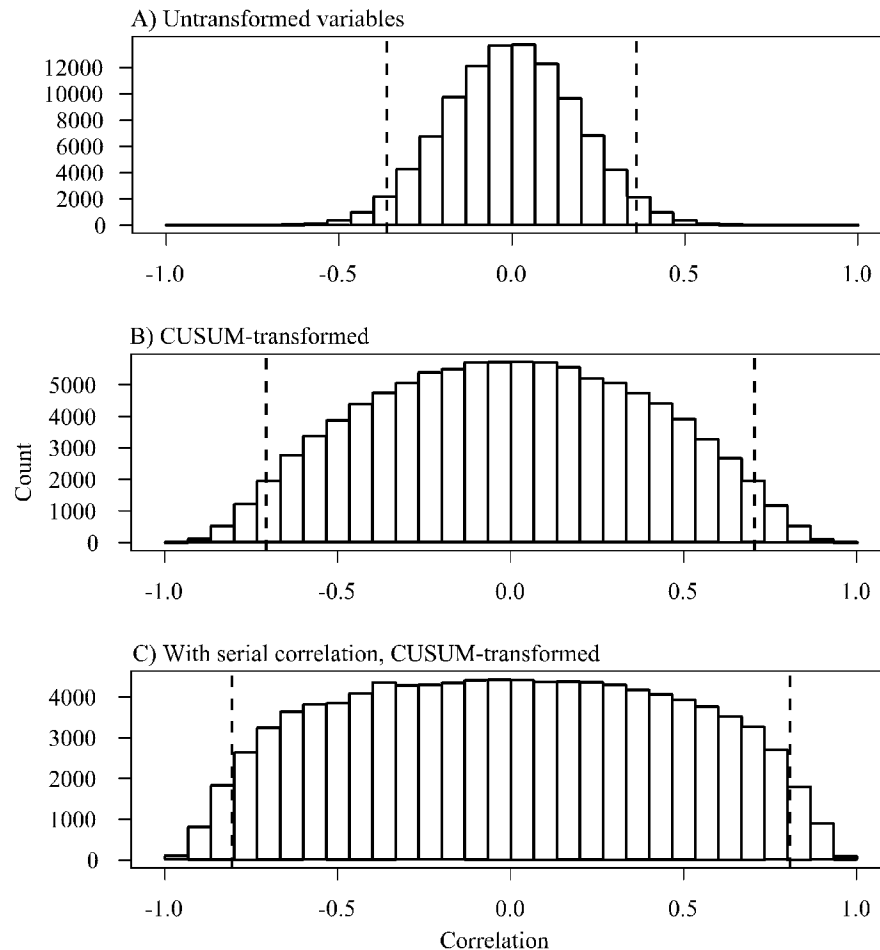 A) Untransformed variables
12000
10000
8000
6000
4000
2000
0
-1.0 -0.5 0.0 0.5 1.0
B) CUSUM-transformed
5000
4000
3000
2000
1000
0
-1.0 -0.5 0.0 0.5 1.0
Count
C) With serial correlation, CUSUM-transformed
4000
3000
2000
1000
0
-1.0 -0.5 0.0 0.5 1.0
Correlation